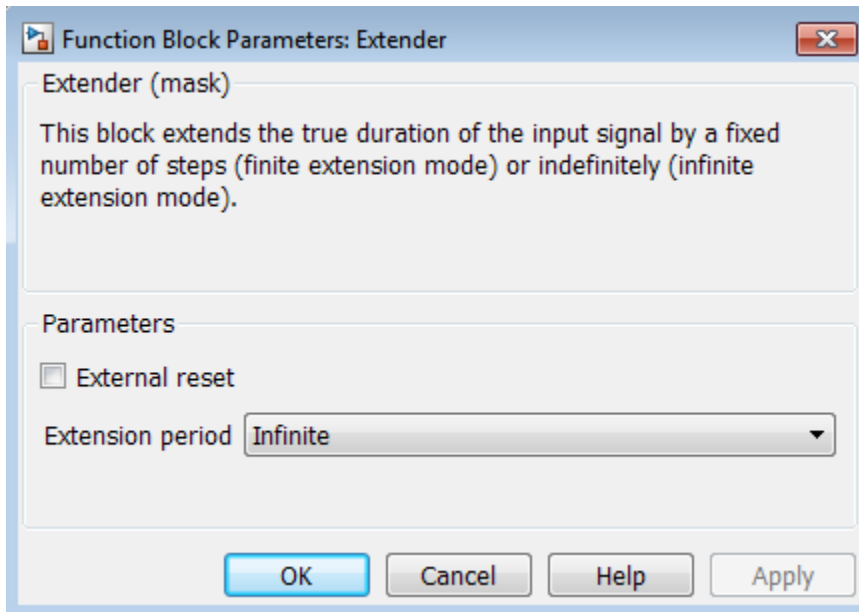 Function Block Parameters: Extender
Extender (mask)
This block extends the true duration of the input signal by a fixed
number of steps (finite extension mode) or indefinitely (infinite
extension mode).
Parameters
External reset
Extension period Infinite
OK Cancel Help Apply